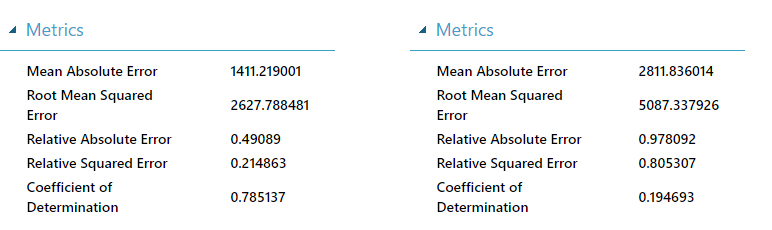 Metrics
Mean Absolute Error 1411.219001
Root Mean Squared
Error 2627.788481
Relative Absolute Error 0.49089
Relative Squared Error 0.214863
Coefficient of
Determination 0.785137
Metrics
Mean Absolute Error 2811.836014
Root Mean Squared
Error 5087.337926
Relative Absolute Error 0.978092
Relative Squared Error 0.805307
Coefficient of
Determination 0.194693